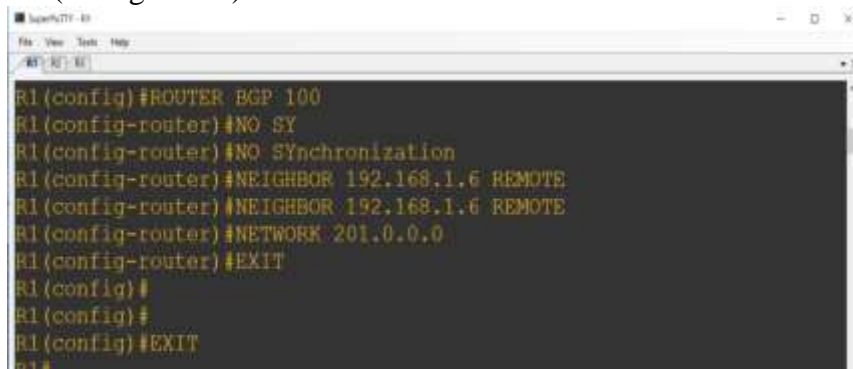 SuperPuTTY - R1
File View Tools Help
R1 R2 R3
R1(config)#ROUTER BGP 100
R1(config-router)#NO SY
R1(config-router)#NO SYnchronization
R1(config-router)#NEIGHBOR 192.168.1.6 REMOTE
R1(config-router)#NEIGHBOR 192.168.1.6 REMOTE
R1(config-router)#NETWORK 201.0.0.0
R1(config-router)#EXIT
R1(config)#
R1(config)#
R1(config)#EXIT
R1#